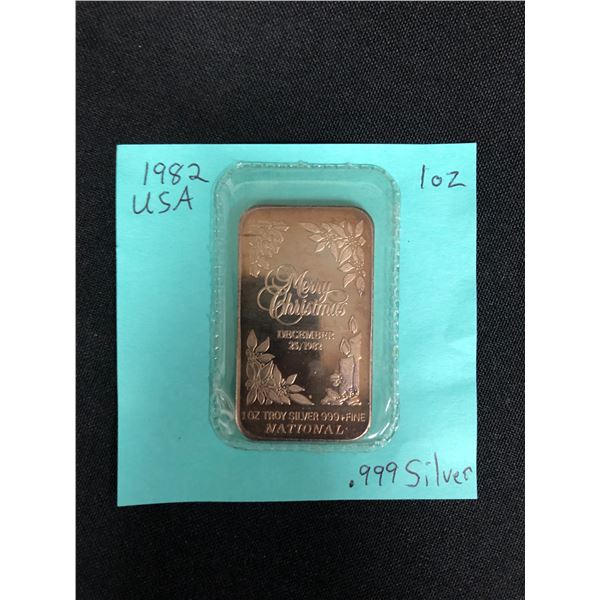 1982
USA
1oz
Merry
Christmas
DECEMBER
25/1982
1 OZ TROY SILVER 999+FINE
NATIONAL
.999 Silver